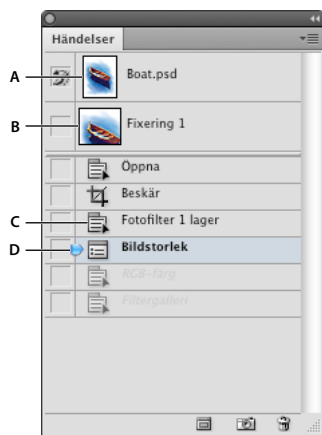 Händelser
A
Boat.psd
B
Fixering 1
Öppna
Beskär
C
Fotofilter 1 lager
D
Bildstorlek
RGB-färg
Filtergalleri